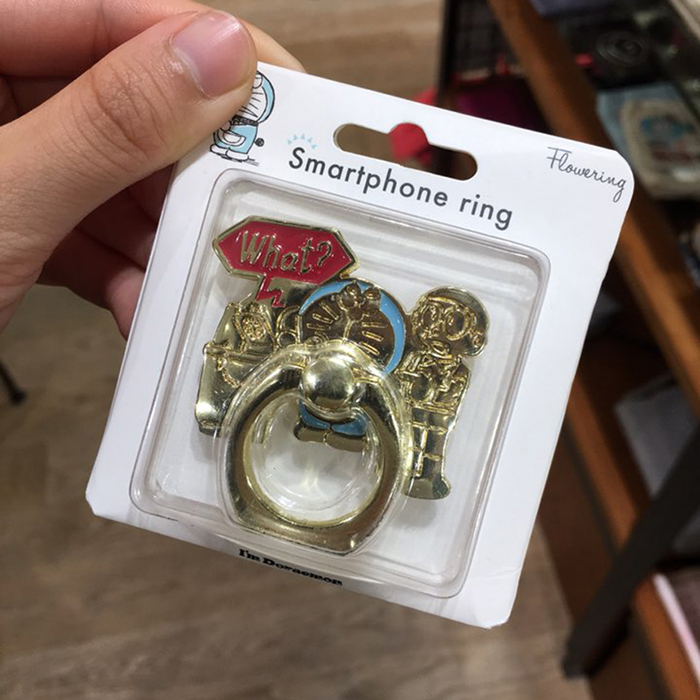 Smartphone ring
Flowering
What?
I'm Doraemon